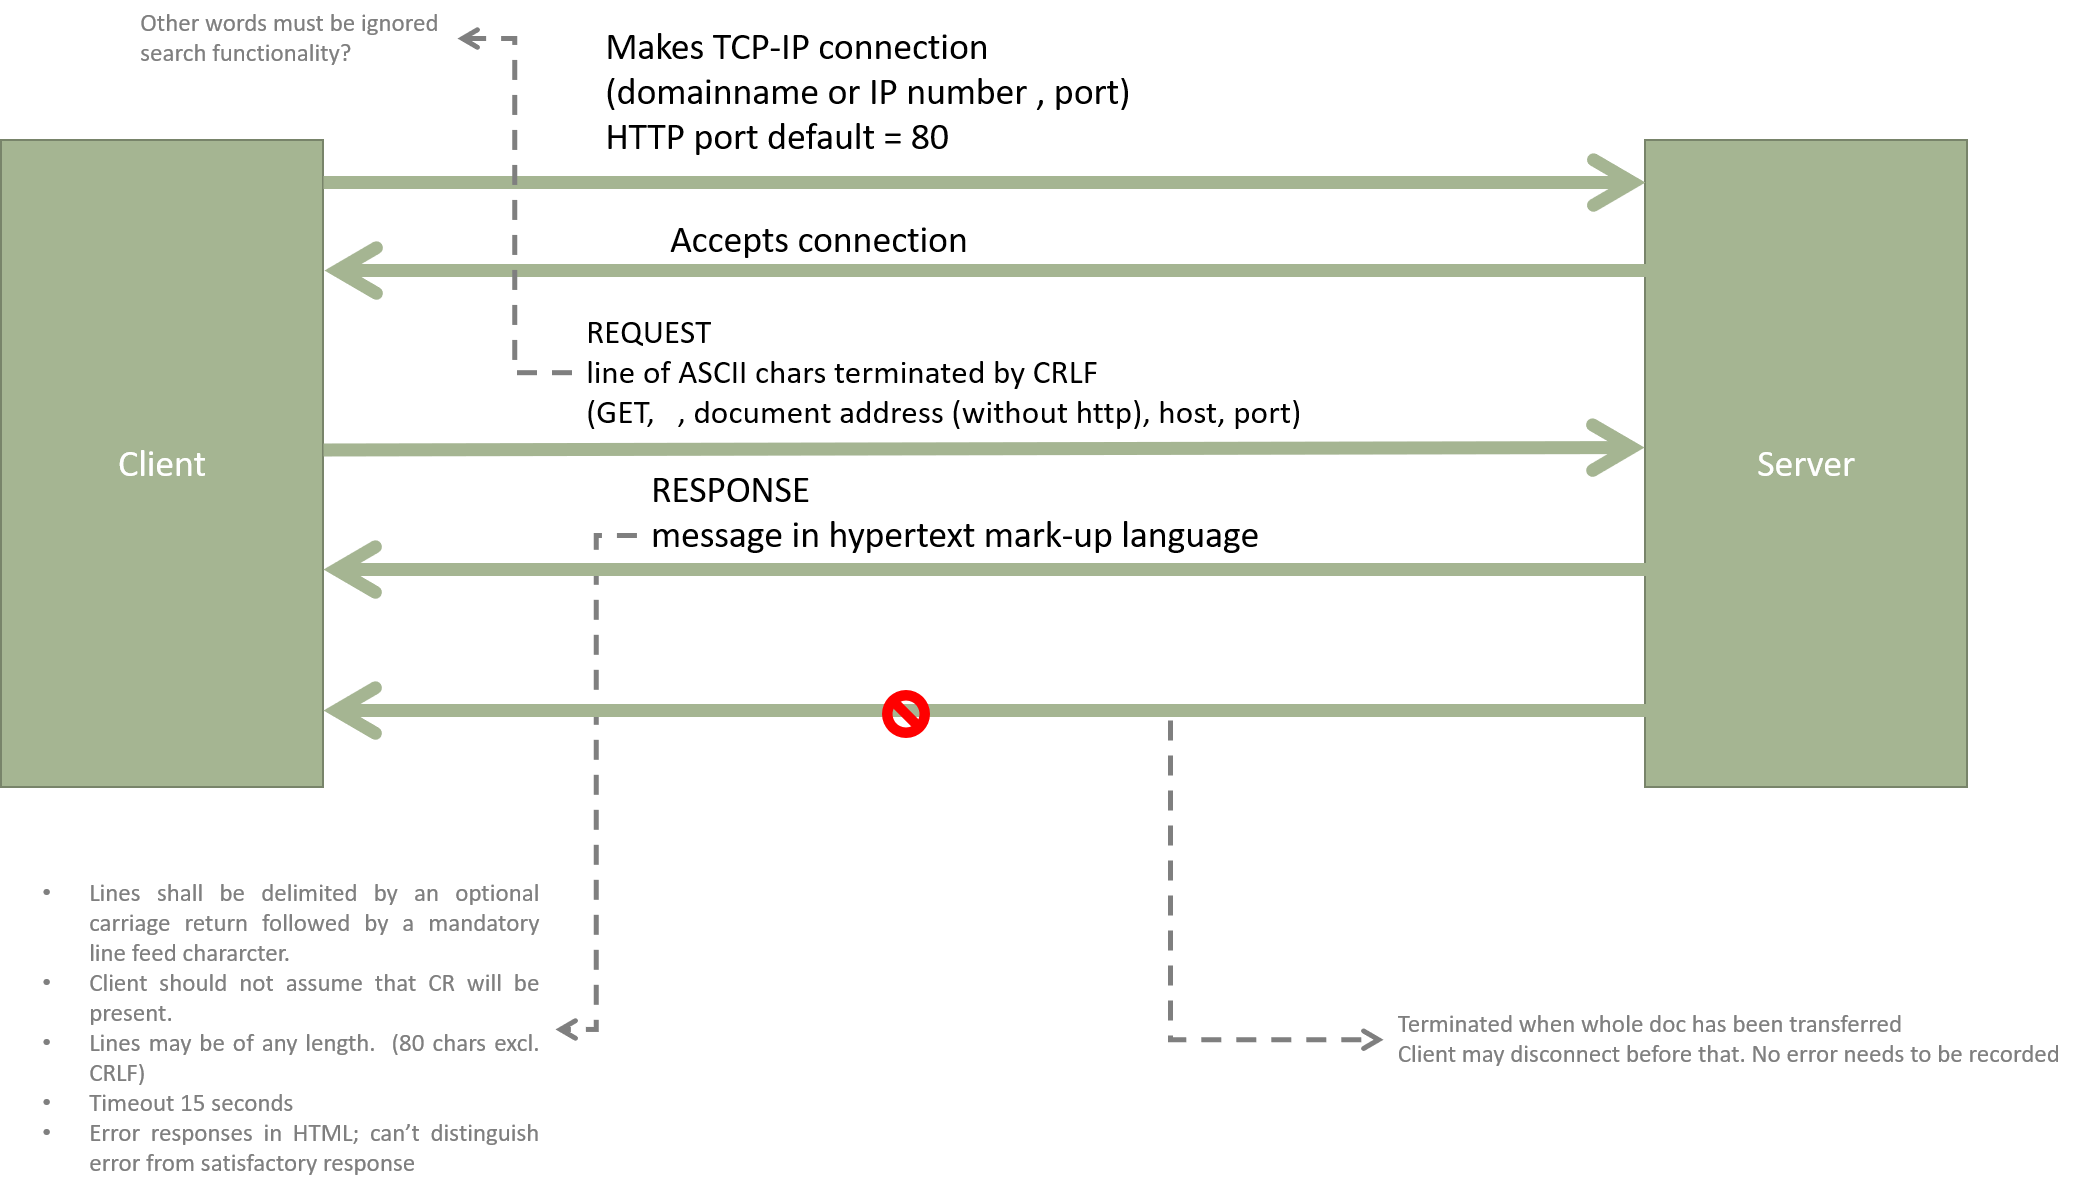 Other words must be ignored
search functionality?
Makes TCP-IP connection
(domainname or IP number , port)
HTTP port default = 80
Accepts connection
REQUEST
line of ASCII chars terminated by CRLF
(GET,   , document address (without http), host, port)
Client
Server
RESPONSE
message in hypertext mark-up language
• Lines shall be delimited by an optional
carriage return followed by a mandatory
line feed chararcter.
• Client should not assume that CR will be
present.
• Lines may be of any length.  (80 chars excl.
CRLF)
• Timeout 15 seconds
• Error responses in HTML; can’t distinguish
error from satisfactory response
Terminated when whole doc has been transferred
Client may disconnect before that. No error needs to be recorded